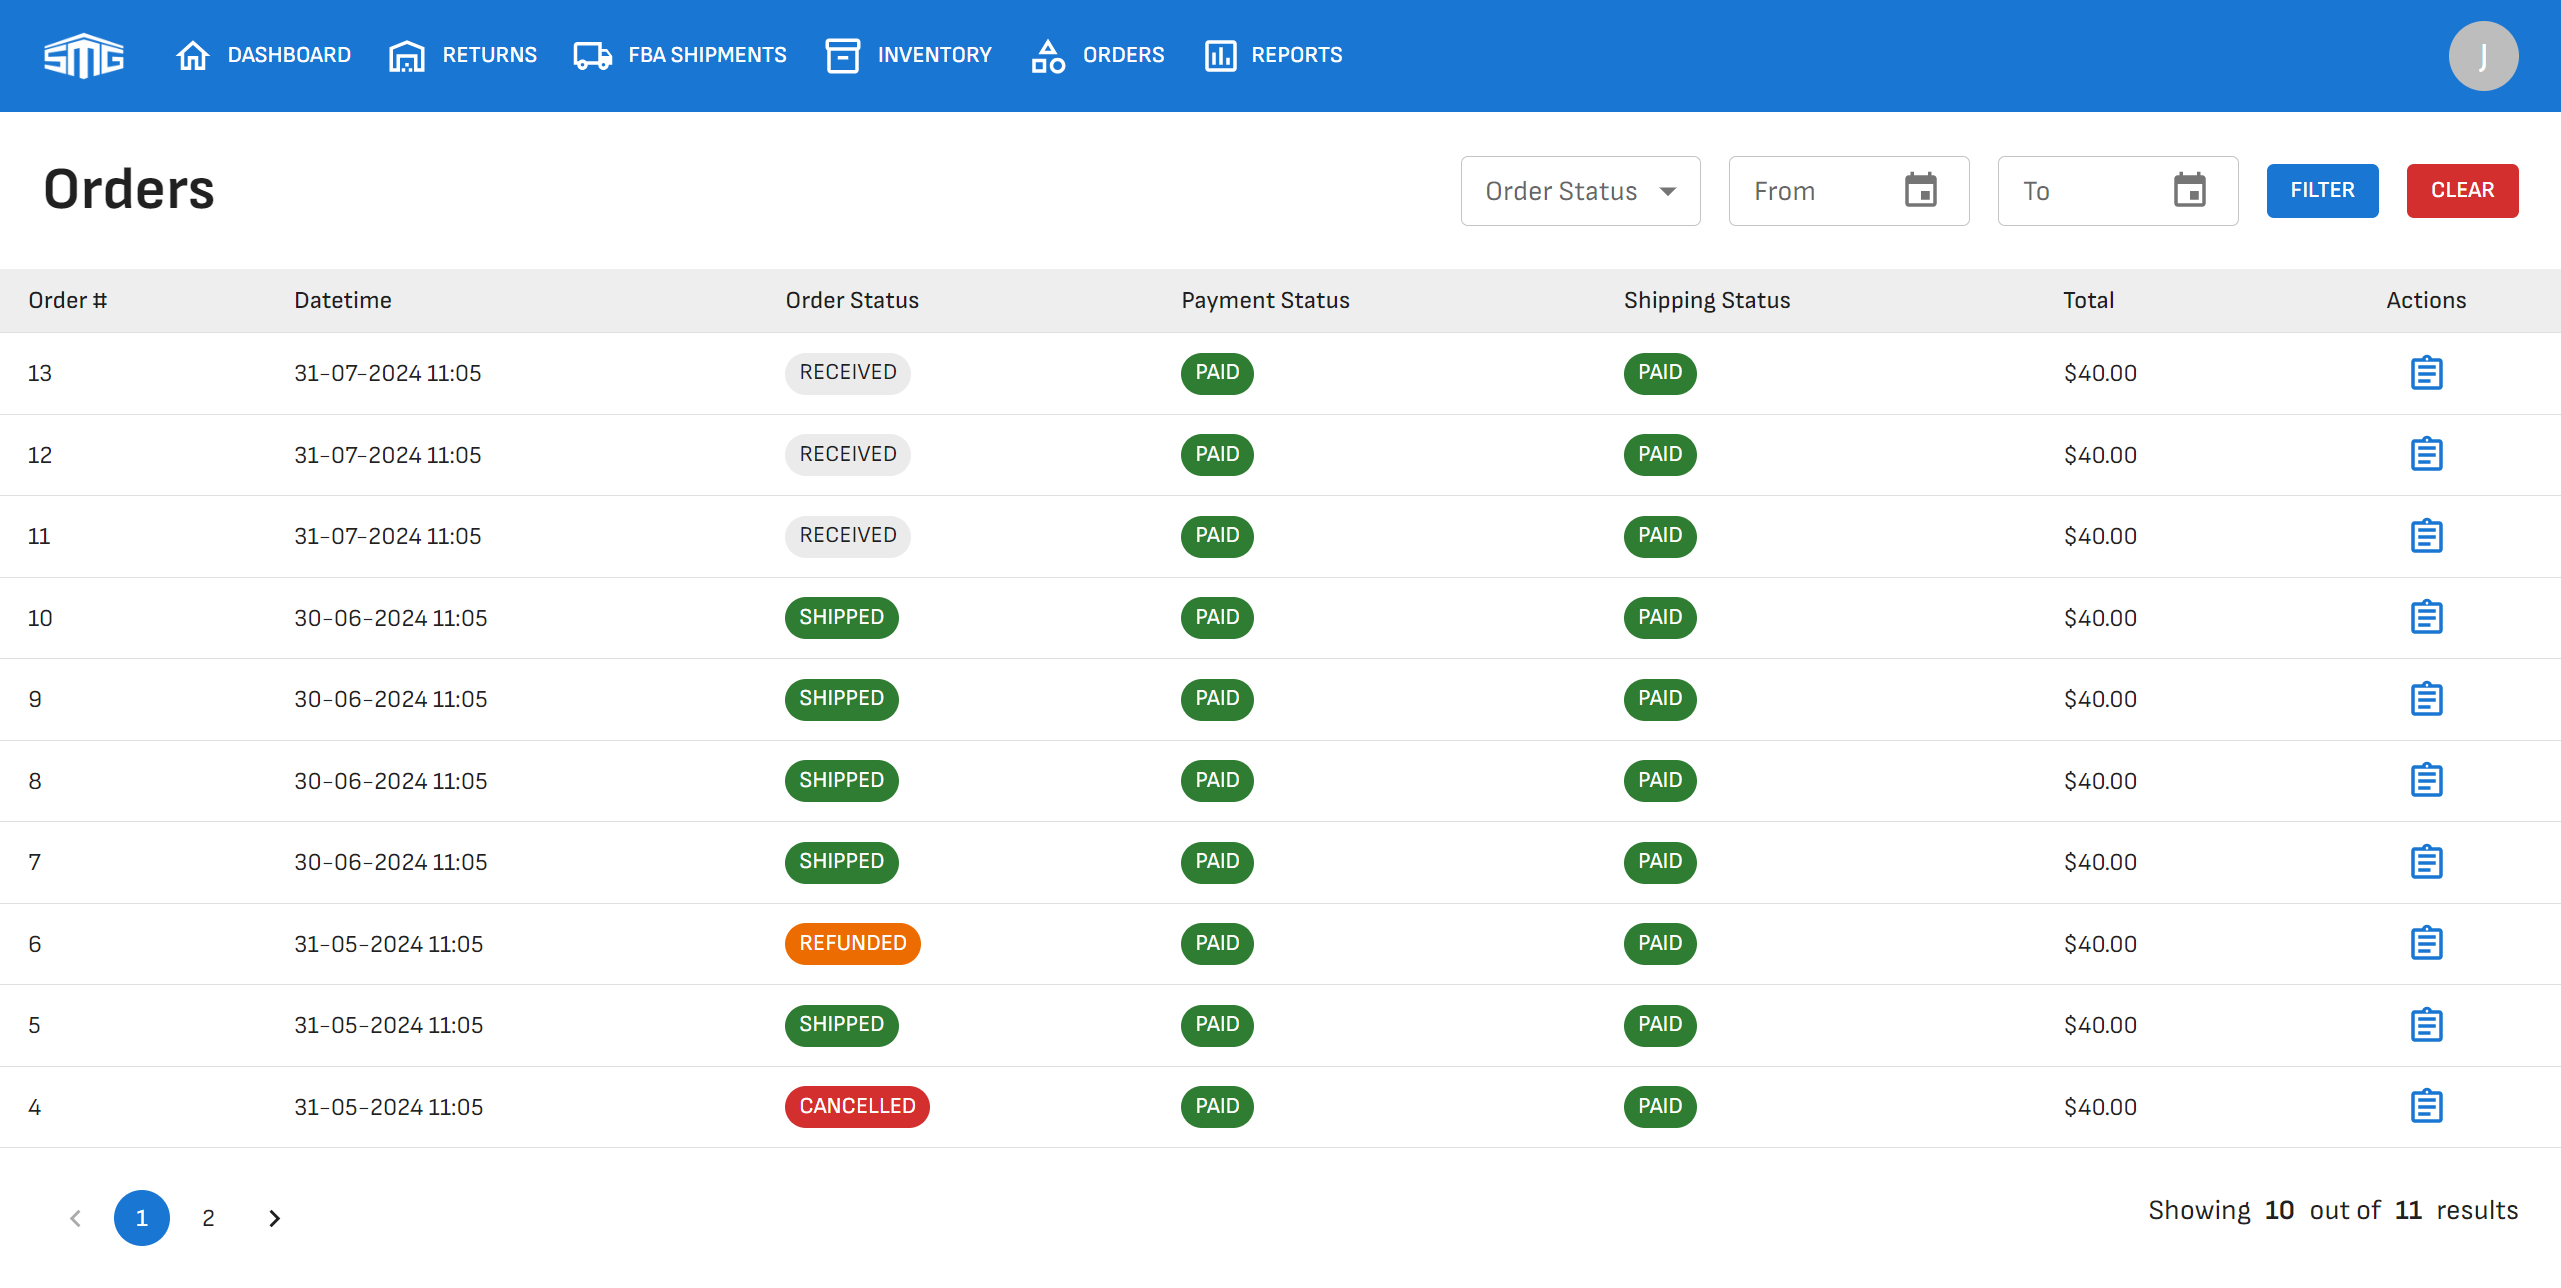 SMG DASHBOARD RETURNS FBA SHIPMENTS INVENTORY ORDERS REPORTS J
Orders Order Status From To FILTER CLEAR
Order # Datetime Order Status Payment Status Shipping Status Total Actions
13 31-07-2024 11:05 RECEIVED PAID PAID $40.00
12 31-07-2024 11:05 RECEIVED PAID PAID $40.00
11 31-07-2024 11:05 RECEIVED PAID PAID $40.00
10 30-06-2024 11:05 SHIPPED PAID PAID $40.00
9 30-06-2024 11:05 SHIPPED PAID PAID $40.00
8 30-06-2024 11:05 SHIPPED PAID PAID $40.00
7 30-06-2024 11:05 SHIPPED PAID PAID $40.00
6 31-05-2024 11:05 REFUNDED PAID PAID $40.00
5 31-05-2024 11:05 SHIPPED PAID PAID $40.00
4 31-05-2024 11:05 CANCELLED PAID PAID $40.00
1 2 Showing 10 out of 11 results